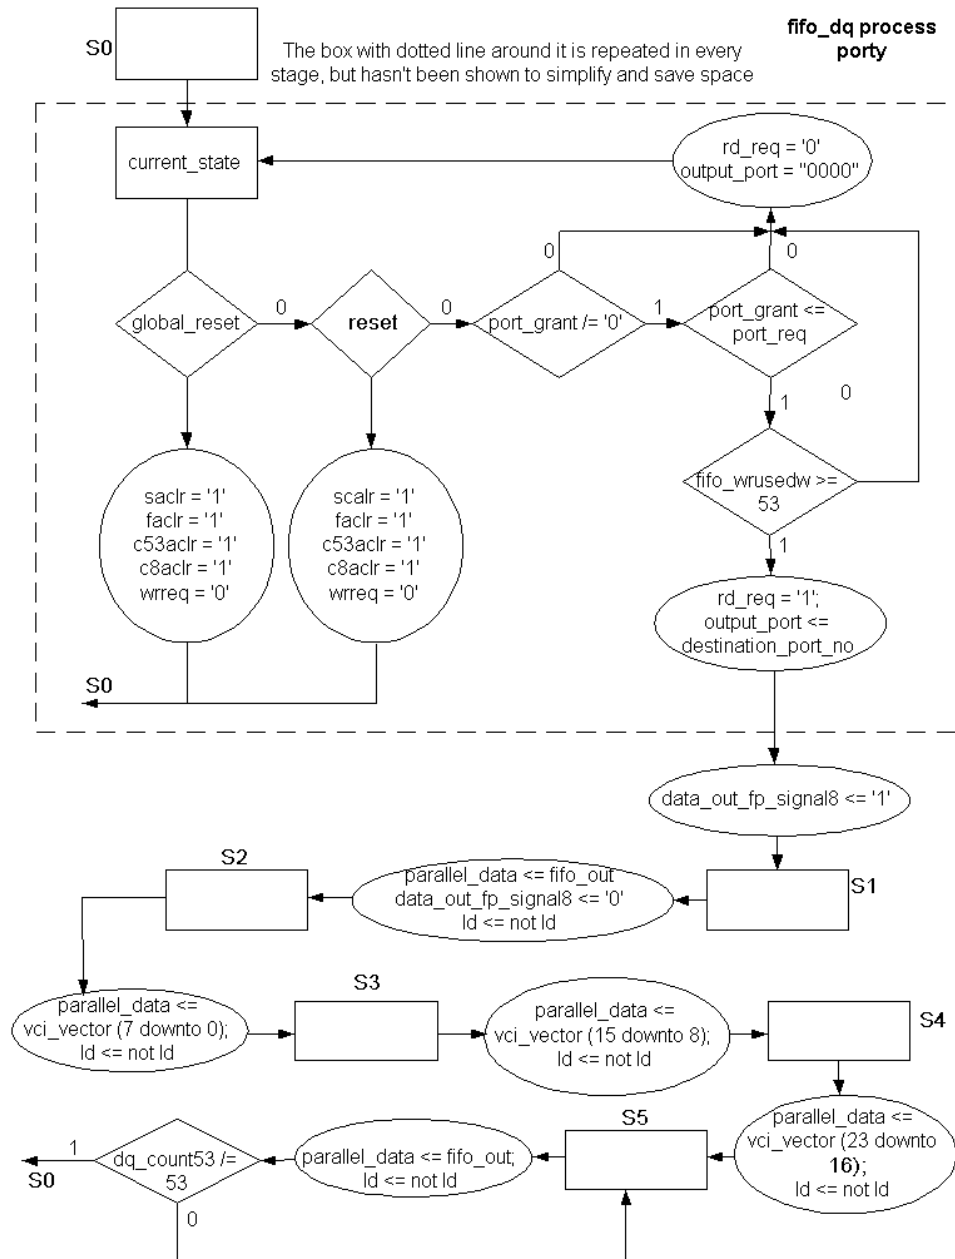 fifo_dq process
porty
S0
The box with dotted line around it is repeated in every
stage, but hasn't been shown to simplify and save space
current_state
rd_req = '0'
output_port = "0000"
global_reset
0
reset
0
port_grant /= '0'
0
1
port_grant <=
port_req
0
1
0
fifo_wrusedw >=
53
1
saclr = '1'
faclr = '1'
c53aclr = '1'
c8aclr = '1'
wrreq = '0'
scalr = '1'
faclr = '1'
c53aclr = '1'
c8aclr = '1'
wrreq = '0'
rd_req = '1';
output_port <=
destination_port_no
S0
data_out_fp_signal8 <= '1'
S1
parallel_data <= fifo_out
data_out_fp_signal8 <= '0'
ld <= not ld
S2
parallel_data <=
vci_vector (7 downto 0);
ld <= not ld
S3
parallel_data <=
vci_vector (15 downto 8);
ld <= not ld
S4
parallel_data <=
vci_vector (23 downto
16);
ld <= not ld
S5
parallel_data <= fifo_out;
ld <= not ld
dq_count53 /=
53
1
S0
0